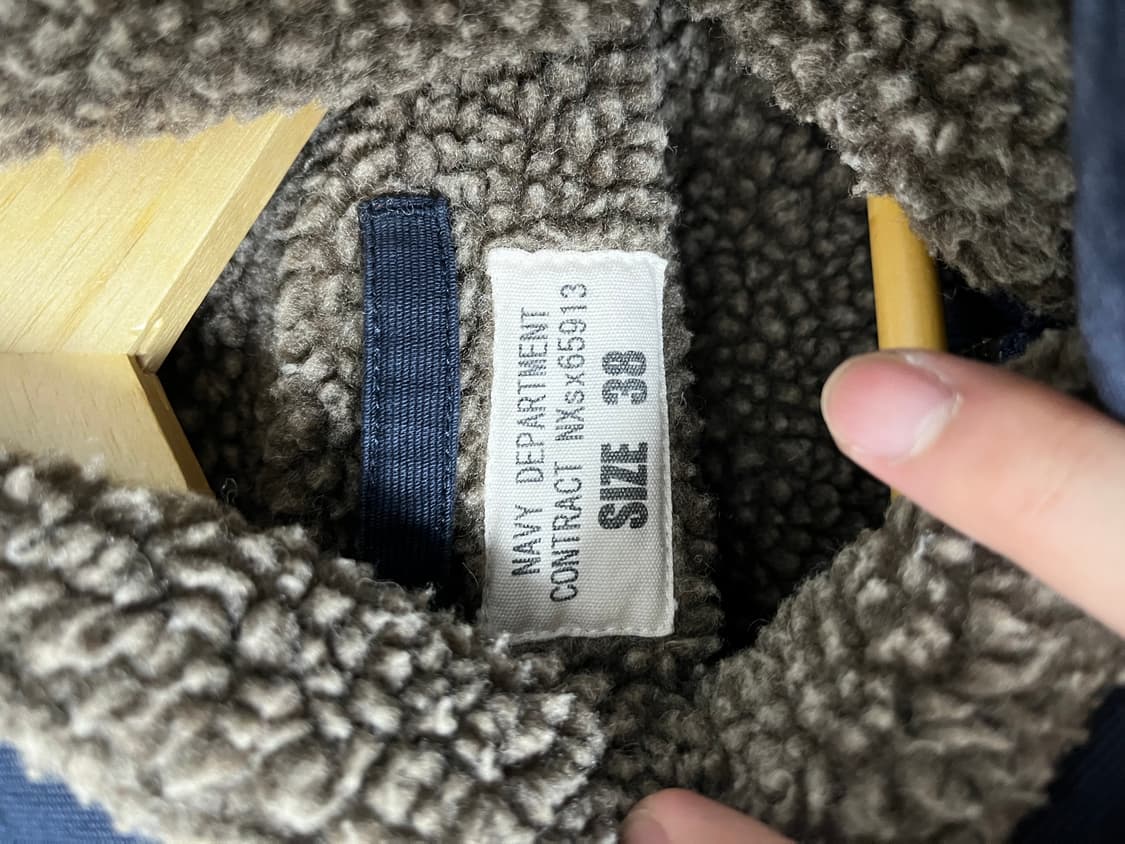 NAVY DEPARTMENT
CONTRACT NXsx65913
SIZE 38